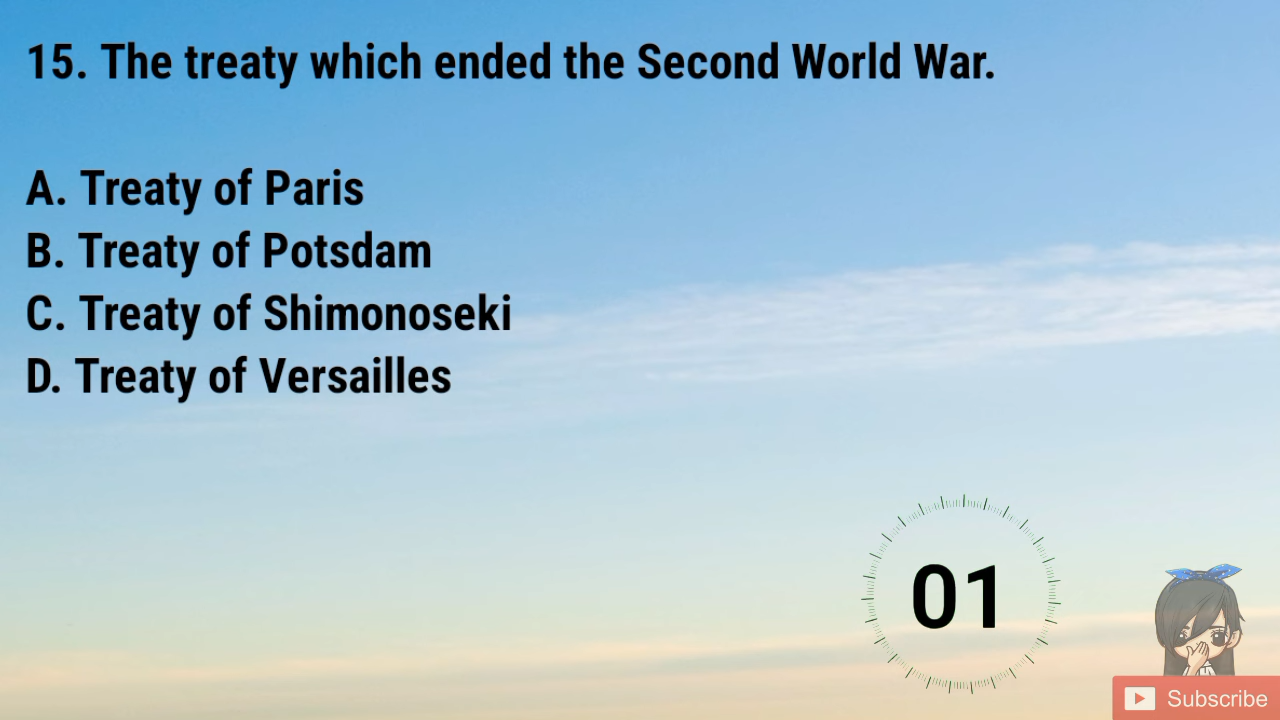 15. The treaty which ended the Second World War.
A. Treaty of Paris
B. Treaty of Potsdam
C. Treaty of Shimonoseki
D. Treaty of Versailles
01
Subscribe